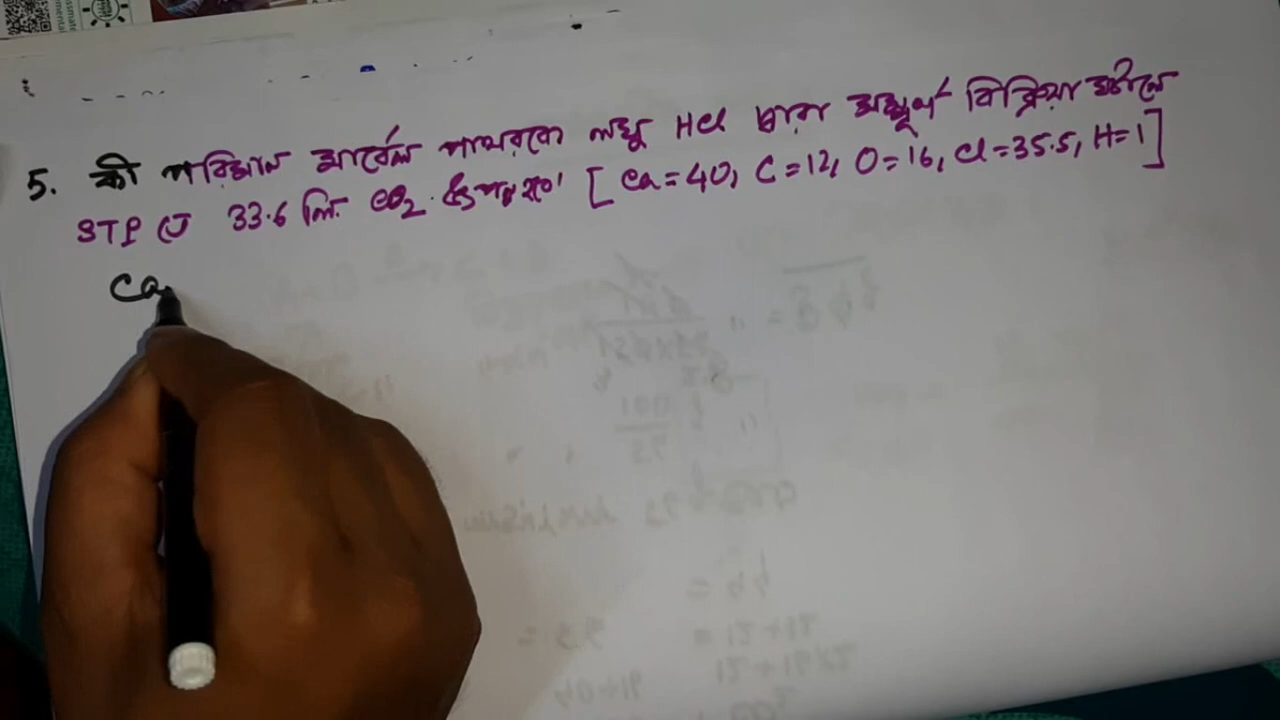 5. কী পরিমান মার্বেল পাথরকে লঘু HCl দ্বারা সম্পূর্ণ বিক্রিয়া ঘটালে
STP তে 33.6 লি. CO2 উৎপন্ন হবে। [Ca=40, C=12, O=16, Cl=35.5, H=1]
Ca